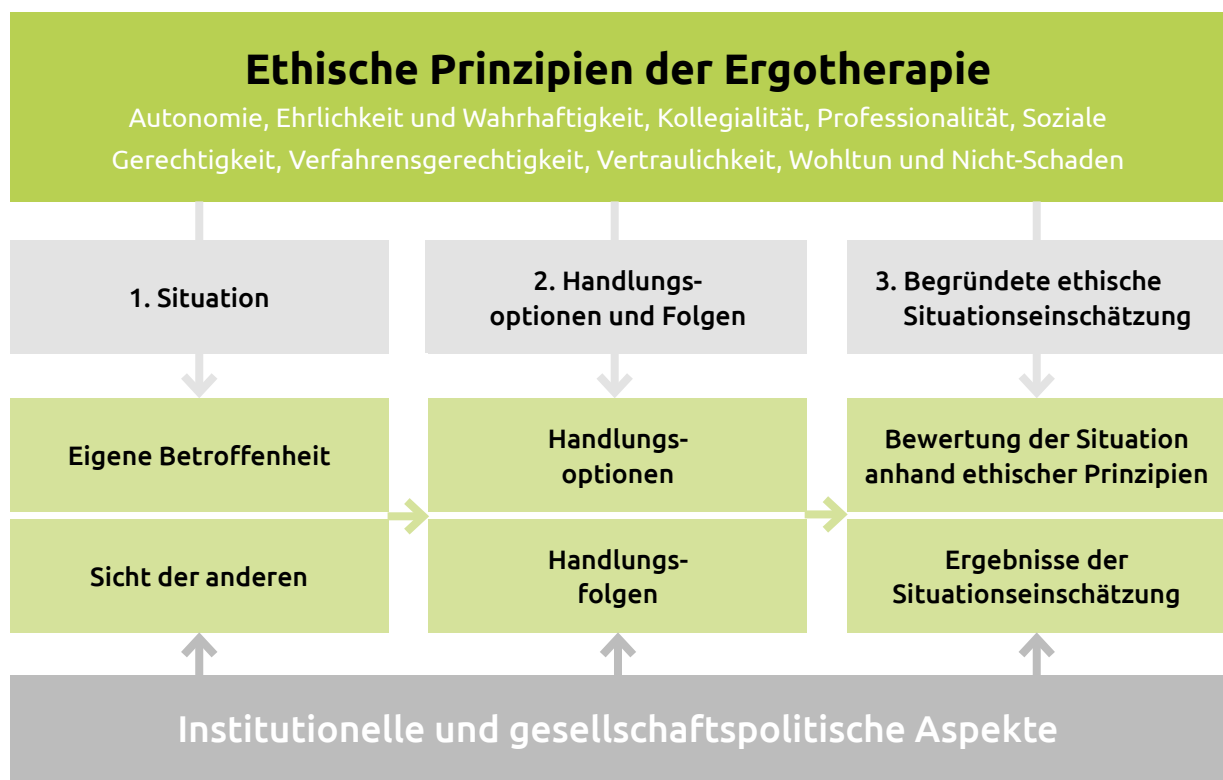 Ethische Prinzipien der Ergotherapie
Autonomie, Ehrlichkeit und Wahrhaftigkeit, Kollegialität, Professionalität, Soziale
Gerechtigkeit, Verfahrensgerechtigkeit, Vertraulichkeit, Wohltun und Nicht-Schaden
1. Situation
2. Handlungs-
optionen und Folgen
3. Begründete ethische
Situationseinschätzung
Eigene Betroffenheit
Handlungs-
optionen
Bewertung der Situation
anhand ethischer Prinzipien
Sicht der anderen
Handlungs-
folgen
Ergebnisse der
Situationseinschätzung
Institutionelle und gesellschaftspolitische Aspekte